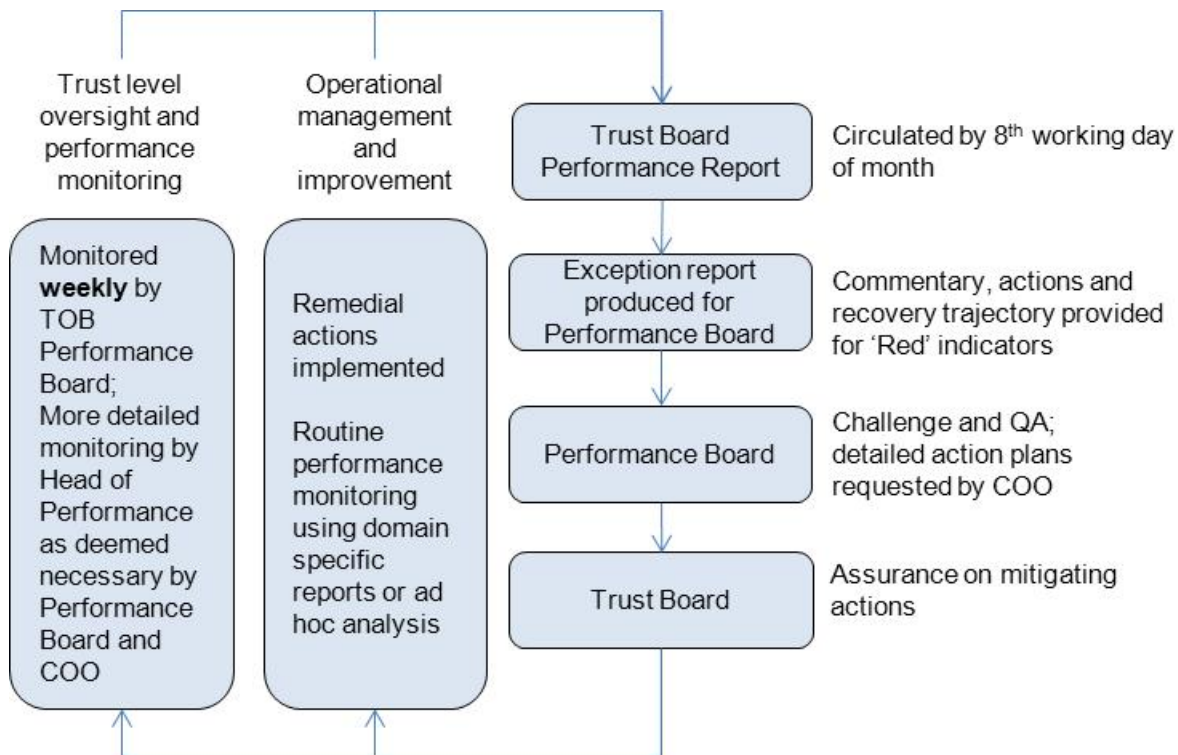 Trust level
oversight and
performance
monitoring
Monitored
weekly by
TOB
Performance
Board;
More detailed
monitoring by
Head of
Performance
as deemed
necessary by
Performance
Board and
COO
Operational
management
and
improvement
Remedial
actions
implemented
Routine
performance
monitoring
using domain
specific
reports or ad
hoc analysis
Trust Board
Performance Report
Circulated by 8th working day
of month
Exception report
produced for
Performance Board
Commentary, actions and
recovery trajectory provided
for ‘Red’ indicators
Performance Board
Challenge and QA;
detailed action plans
requested by COO
Trust Board
Assurance on mitigating
actions